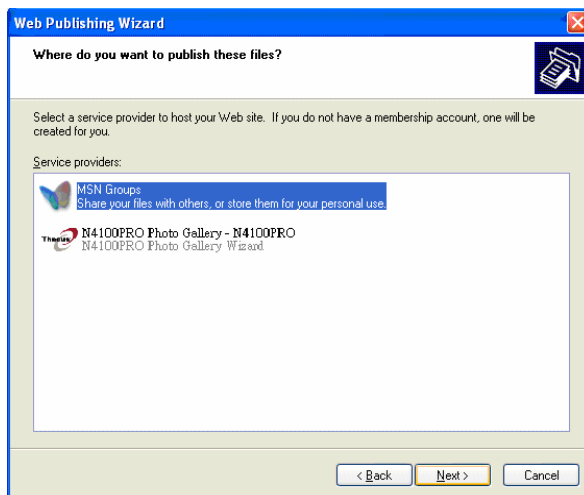 Web Publishing Wizard
Where do you want to publish these files?
Select a service provider to host your Web site. If you do not have a membership account, one will be
created for you.
Service providers:
MSN Groups
Share your files with others, or store them for your personal use.
Thecus
N4100PRO Photo Gallery - N4100PRO
N4100PRO Photo Gallery Wizard
< Back
Next >
Cancel